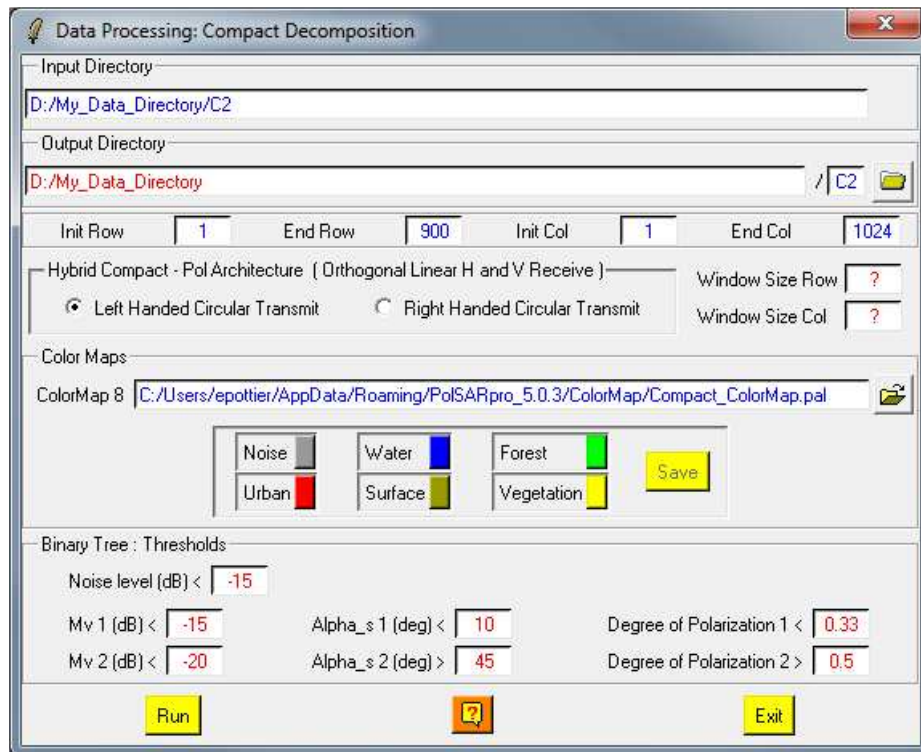 Data Processing: Compact Decomposition
Input Directory
D:/My_Data_Directory/C2
Output Directory
D:/My_Data_Directory / C2
Init Row 1 End Row 900 Init Col 1 End Col 1024
Hybrid Compact - Pol Architecture ( Orthogonal Linear H and V Receive )
Left Handed Circular Transmit Right Handed Circular Transmit
Window Size Row ?
Window Size Col ?
Color Maps
ColorMap 8 C:/Users/epottier/AppData/Roaming/PolSARpro_5.0.3/ColorMap/Compact_ColorMap.pal
Noise Water Forest
Urban Surface Vegetation
Save
Binary Tree : Thresholds
Noise level (dB) < -15
Mv 1 (dB) < -15 Alpha_s 1 (deg) < 10 Degree of Polarization 1 < 0.33
Mv 2 (dB) < -20 Alpha_s 2 (deg) > 45 Degree of Polarization 2 > 0.5
Run ? Exit